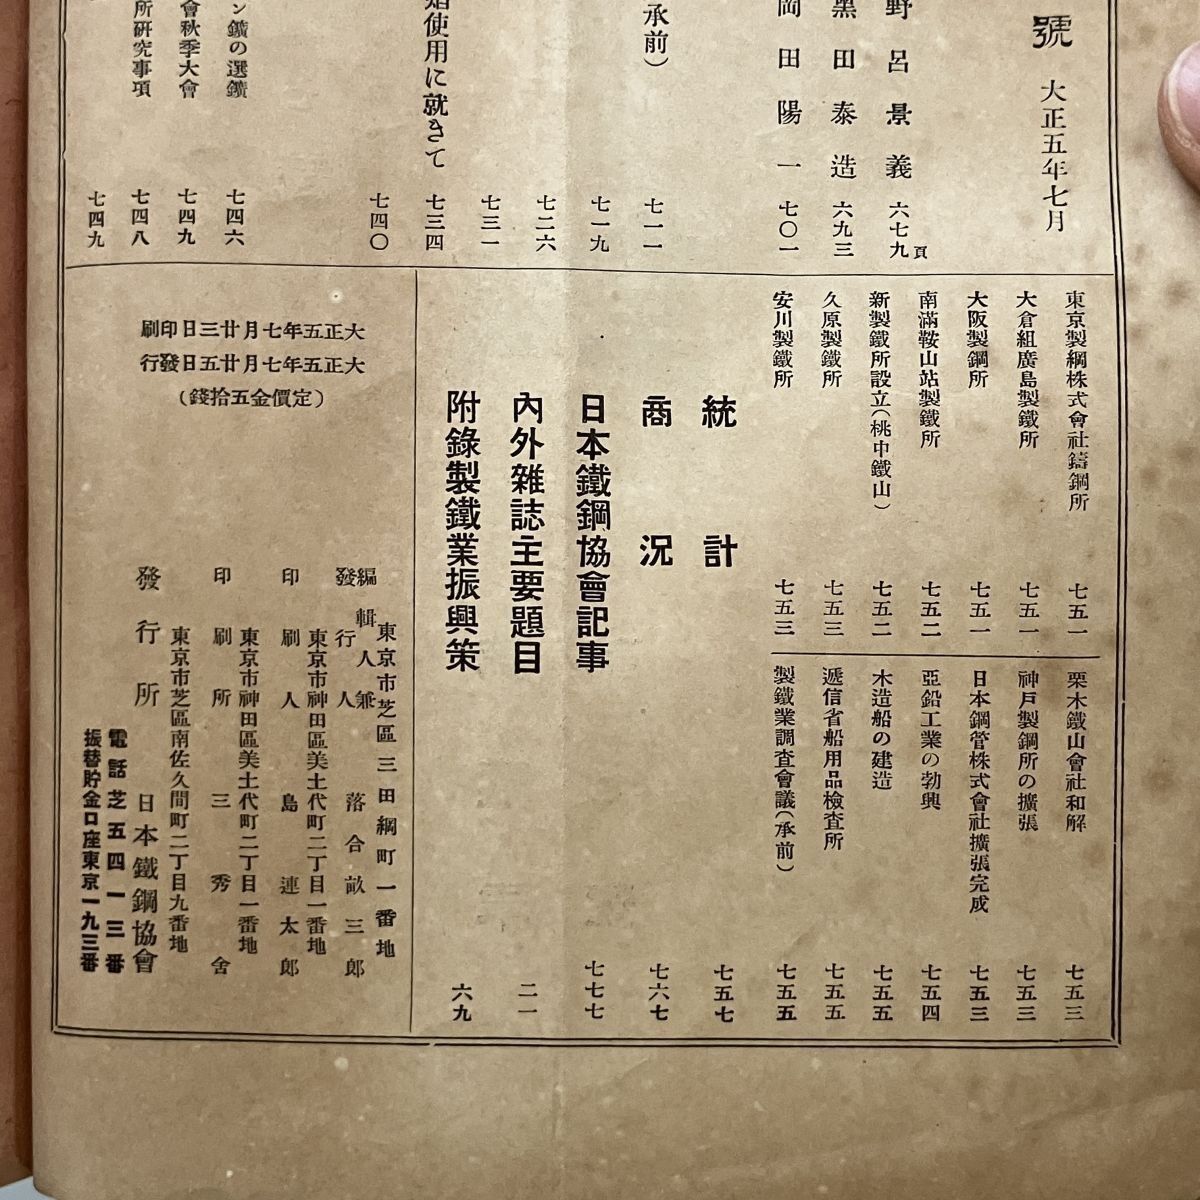 號
大正五年七月
野呂景義 六七九頁
黑田泰造 六九三
岡田陽一 七〇一
承前） 七一一
七一九
七二六
七三一
使用に就きて 七三四
七四〇
ン鑛の選鑛 七四六
會秋季大會 七四九
所研究事項 七四八
七四九
東京製綱株式會社鑄鋼所 七五一
大倉組廣島製鐵所 七五一
大阪製鋼所 七五一
南滿鞍山站製鐵所 七五二
新製鐵所設立（桃中鐵山） 七五二
久原製鐵所 七五三
安川製鐵所 七五三
栗木鐵山會社和解 七五三
神戶製鋼所の擴張 七五三
日本鋼管株式會社擴張完成 七五三
亞鉛工業の勃興 七五四
木造船の建造 七五五
遞信省船用品檢査所 七五五
製鐵業調査會議（承前） 七五五
統計 七五七
商況 七六七
日本鐵鋼協會記事 七七七
內外雜誌主要題目 二一
附錄製鐵業振興策 六九
大正五年七月廿三日印刷
大正五年七月廿五日發行
（定價金五拾錢）
東京市芝區三田綱町一番地
編輯人兼發行人 落合畝三郎
東京市神田區美土代町二丁目一番地
印刷人 島連太郎
東京市神田區美土代町二丁目一番地
印刷所 三秀舍
東京市芝區南佐久間町二丁目九番地
發行所 日本鐵鋼協會
電話芝五四一三番
振替貯金口座東京一九三番